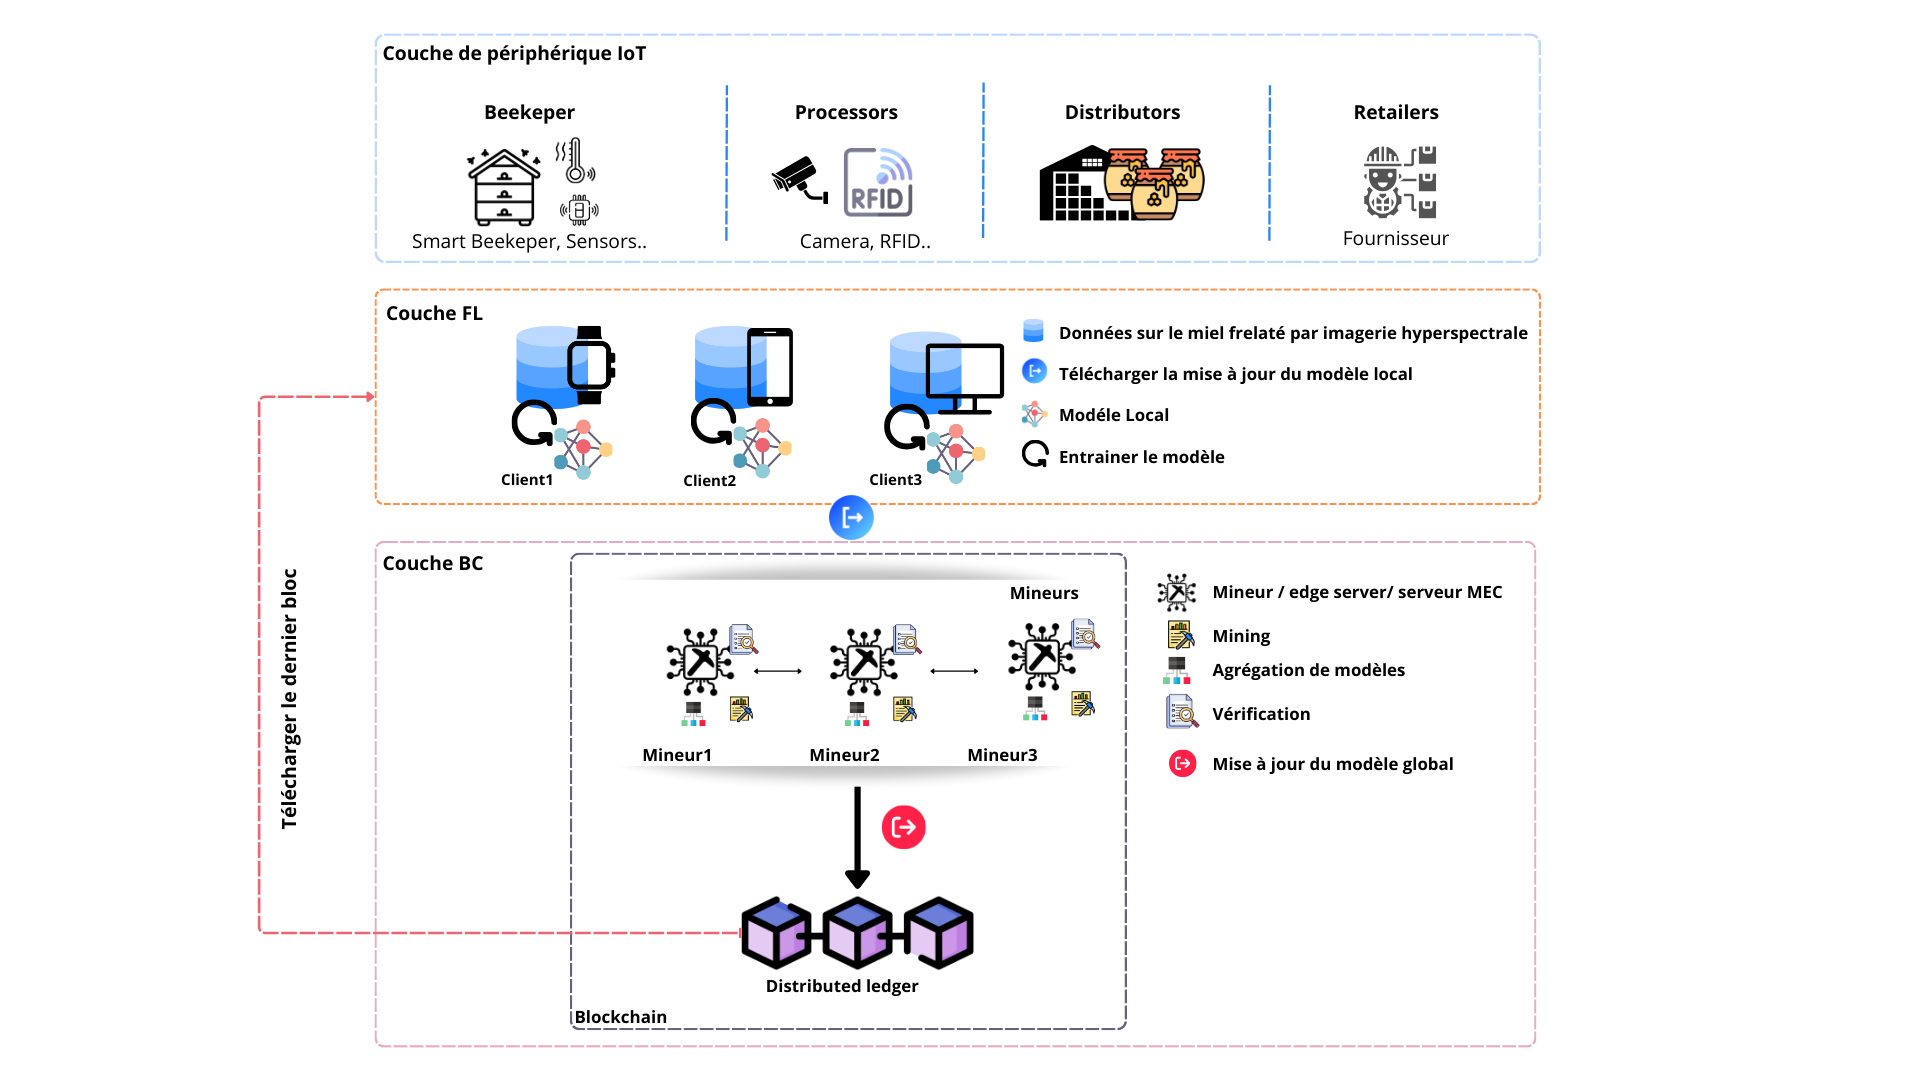 Couche de périphérique IoT
Beekeper
Processors
Distributors
Retailers
RFID
Smart Beekeper, Sensors..
Camera, RFID..
Fournisseur
Couche FL
Données sur le miel frelaté par imagerie hyperspectrale
Télécharger la mise à jour du modèle local
Modéle Local
Entrainer le modèle
Client1
Client2
Client3
Télécharger le dernier bloc
Couche BC
Mineurs
Mineur1
Mineur2
Mineur3
Mineur / edge server/ serveur MEC
Mining
Agrégation de modèles
Vérification
Mise à jour du modèle global
Distributed ledger
Blockchain